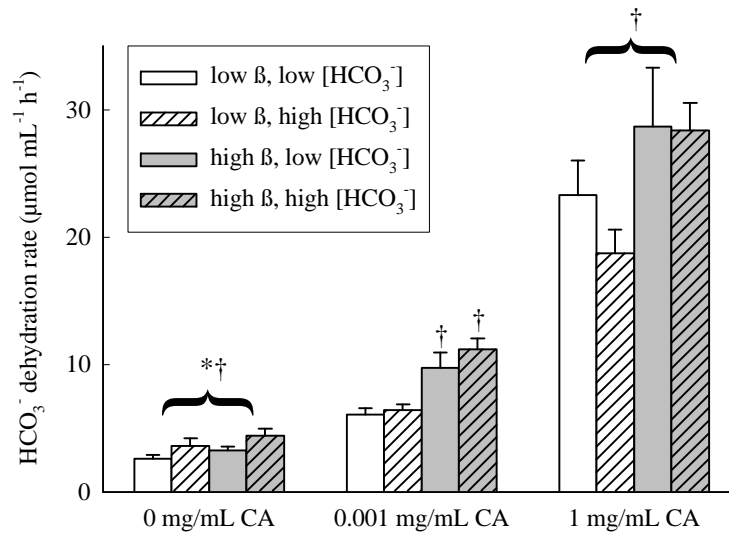 HCO₃⁻ dehydration rate (µmol mL⁻¹ h⁻¹)
30
20
10
0
low ß, low [HCO₃⁻]
low ß, high [HCO₃⁻]
high ß, low [HCO₃⁻]
high ß, high [HCO₃⁻]
†
†
†
*†
0 mg/mL CA
0.001 mg/mL CA
1 mg/mL CA